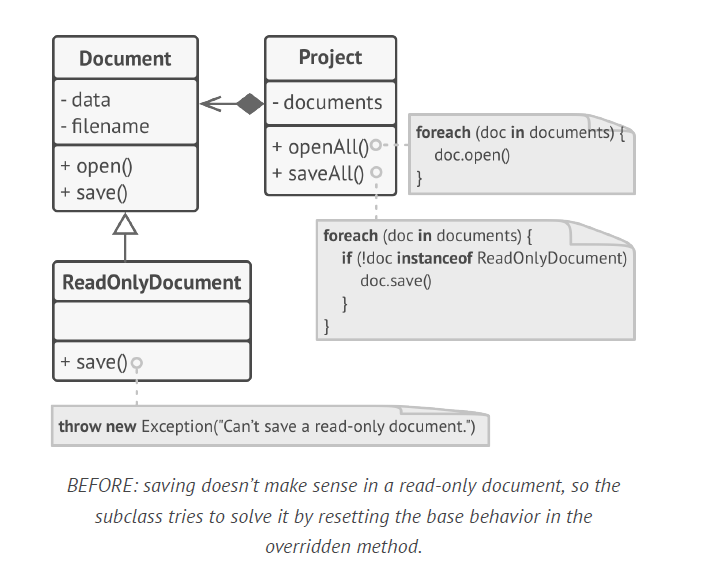 Document
- data
- filename
+ open()
+ save()
Project
- documents
+ openAll()
+ saveAll()
foreach (doc in documents) {
doc.open()
}
foreach (doc in documents) {
if (!doc instanceof ReadOnlyDocument)
doc.save()
}
}
ReadOnlyDocument
+ save()
throw new Exception("Can't save a read-only document.")
BEFORE: saving doesn’t make sense in a read-only document, so the
subclass tries to solve it by resetting the base behavior in the
overridden method.